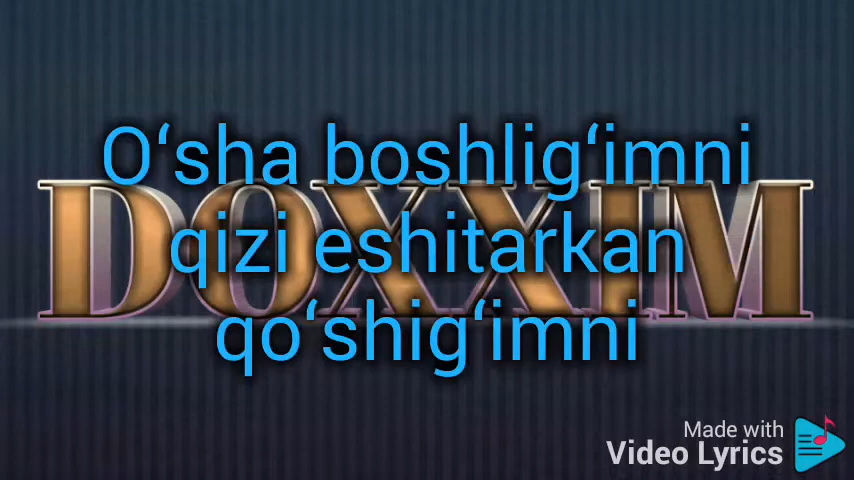 O‘sha boshlig‘imni
DOXXIM
qizi eshitarkan
qo‘shig‘imni
Made with
Video Lyrics